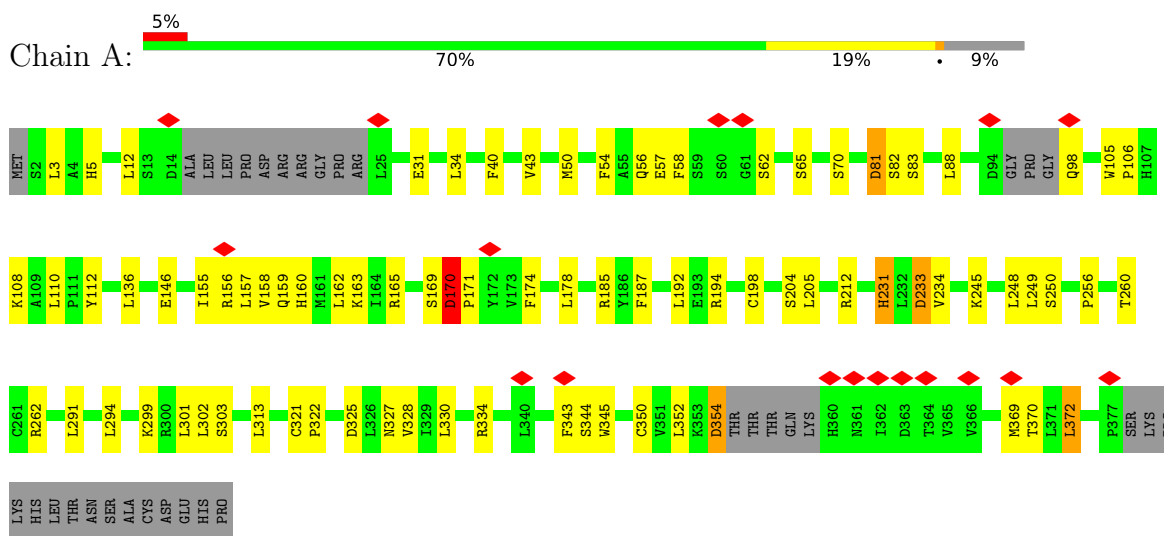 5%
Chain A:
70% 19% • 9%
MET S2 L3 A4 H5 L12 S13 D14 ALA LEU LEU PRO ASP ARG ARG GLY PRO ARG L25 E31 L34 F40 V43 M50 F54 A55 Q56 E57 F58 S59 S60 G61 S62 S65 S70 D81 S82 S83 L88 D94 GLY PRO GLY Q98 W105 P106 H107
K108 A109 L110 P111 Y112 L136 E146 I155 R156 L157 V158 Q159 H160 M161 L162 K163 I164 R165 S169 D170 P171 Y172 V173 F174 L178 R185 Y186 F187 L192 E193 R194 C198 S204 L205 R212 H231 L232 D233 V234 K245 L248 L249 S250 P256 T260
C261 R262 L291 L294 K299 R300 L301 L302 S303 L313 C321 P322 D325 L326 N327 V328 I329 L330 R334 L340 F343 S344 W345 C350 V351 L352 K353 D354 THR THR THR GLN LYS H360 N361 I362 D363 T364 V365 V366 M369 T370 L371 L372 P377 SER LYS
LYS HIS LEU THR ASN SER ALA CYS ASP GLU HIS PRO